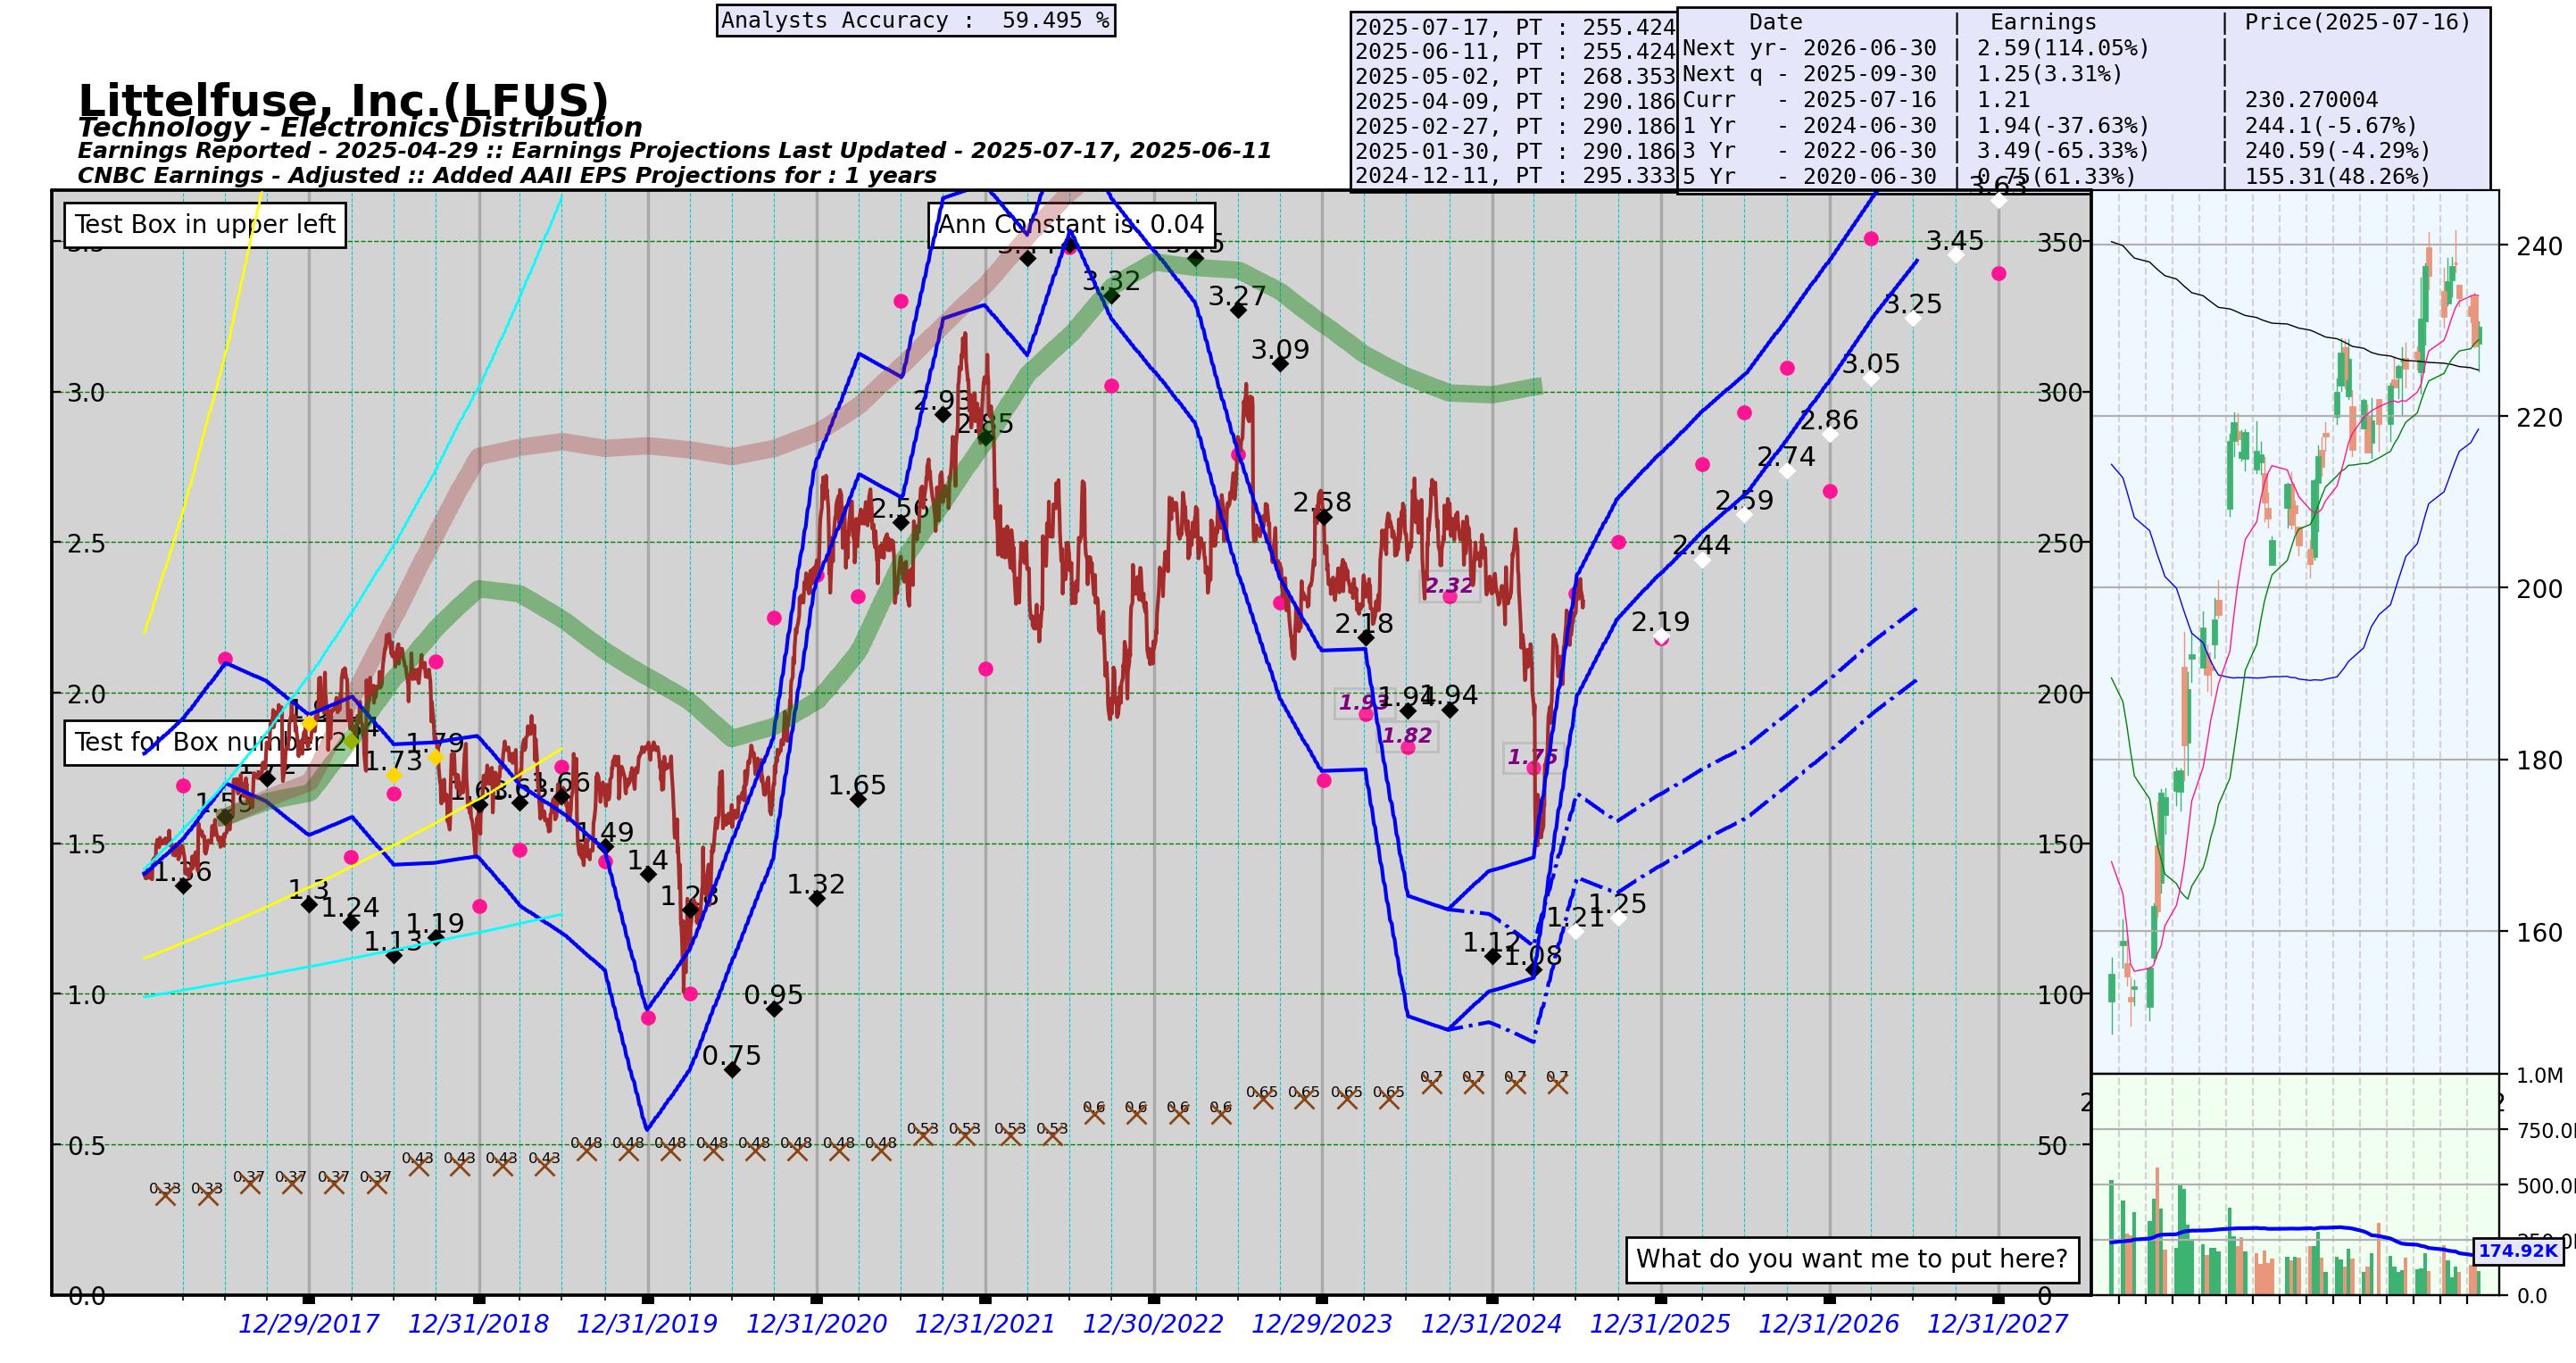 Analysts Accuracy :  59.495 %
2025-07-17, PT : 255.424
2025-06-11, PT : 255.424
2025-05-02, PT : 268.353
2025-04-09, PT : 290.186
2025-02-27, PT : 290.186
2025-01-30, PT : 290.186
2024-12-11, PT : 295.333
Date | Earnings | Price(2025-07-16)
Next yr- 2026-06-30 | 2.59(114.05%) |
Next q - 2025-09-30 | 1.25(3.31%) |
Curr - 2025-07-16 | 1.21 | 230.270004
1 Yr - 2024-06-30 | 1.94(-37.63%) | 244.1(-5.67%)
3 Yr - 2022-06-30 | 3.49(-65.33%) | 240.59(-4.29%)
5 Yr - 2020-06-30 | 0.75(61.33%) | 155.31(48.26%)
Littelfuse, Inc.(LFUS)
Technology - Electronics Distribution
Earnings Reported - 2025-04-29 :: Earnings Projections Last Updated - 2025-07-17, 2025-06-11
CNBC Earnings - Adjusted :: Added AAII EPS Projections for : 1 years
Test Box in upper left
Ann Constant is: 0.04
Test for Box number 2
What do you want me to put here?
3.0
2.5
2.0
1.5
1.0
0.5
0.0
350
300
250
200
150
100
50
0
240
220
200
180
160
1.0M
500.0
0.0
174.92K
1.36
1.59
1.3
1.24
1.13
1.19
1.73
1.79
1.66
1.49
1.4
1.28
0.75
0.95
1.32
1.65
2.56
2.93
2.85
3.32
3.27
3.09
2.58
2.18
1.94
1.94
1.93
1.82
2.32
1.12
1.08
1.75
1.21
1.25
2.19
2.44
2.59
2.74
2.86
3.05
3.25
3.45
3.63
0.33 0.33 0.37 0.37 0.37 0.37 0.43 0.43 0.43 0.43 0.48 0.48 0.48 0.48 0.48 0.48 0.48 0.48 0.53 0.53 0.53 0.53 0.6 0.6 0.6 0.6 0.65 0.65 0.65 0.65 0.7 0.7 0.7 0.7
12/29/2017 12/31/2018 12/31/2019 12/31/2020 12/31/2021 12/30/2022 12/29/2023 12/31/2024 12/31/2025 12/31/2026 12/31/2027